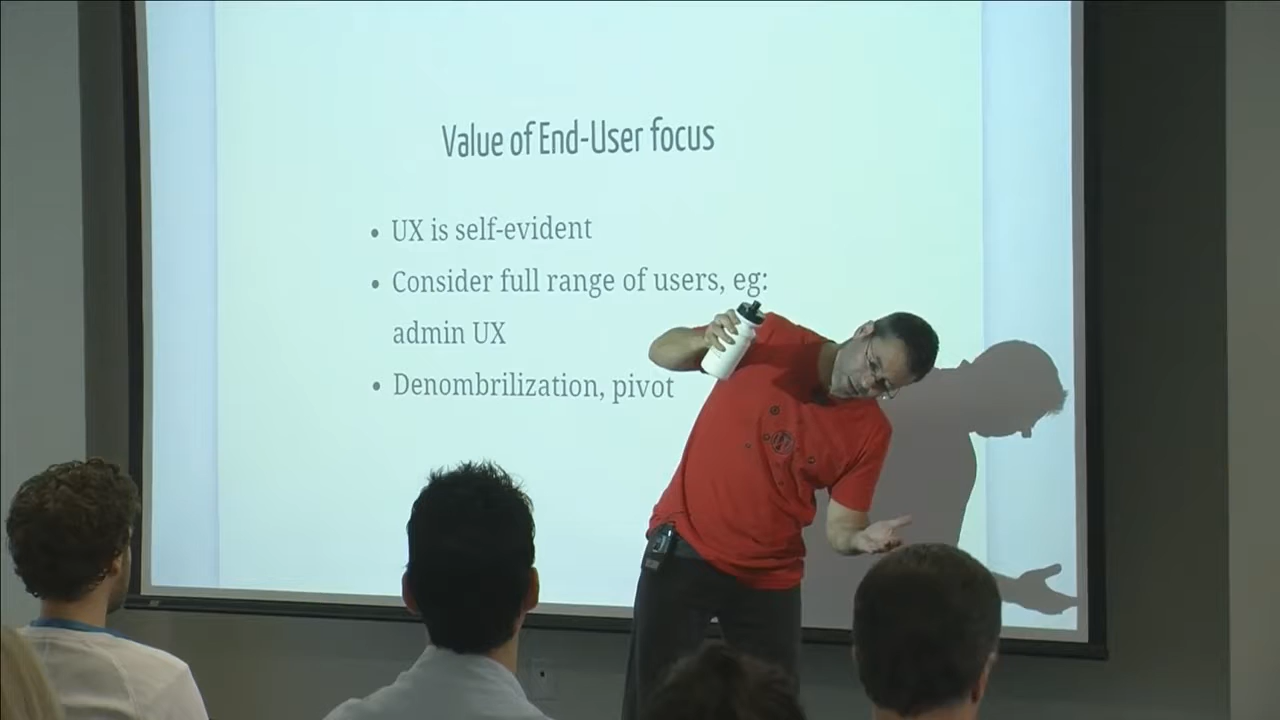 Value of End-User focus
• UX is self-evident
• Consider full range of users, eg:
admin UX
• Denombrilization, pivot